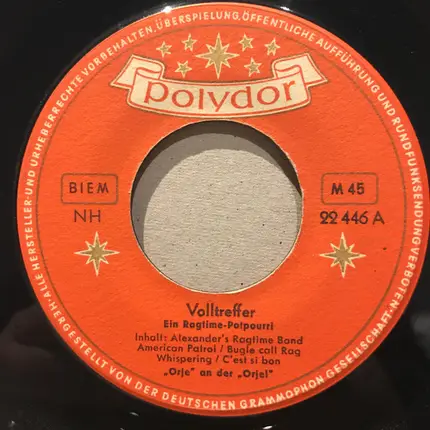 ALLE HERSTELLER- UND URHEBERRECHTE VORBEHALTEN. ÜBERSPIELUNG, ÖFFENTLICHE AUFFÜHRUNG UND RUNDFUNKSENDUNG VERBOTEN
polydor
BIEM
M 45
NH
22 446 A
Volltreffer
Ein Ragtime-Potpourri
Inhalt: Alexander's Ragtime Band
American Patrol / Bugle call Rag
Whispering / C'est si bon
„Orje" an der „Orjel"
HERGESTELLT VON DER DEUTSCHEN GRAMMOPHON GESELLSCHAFT